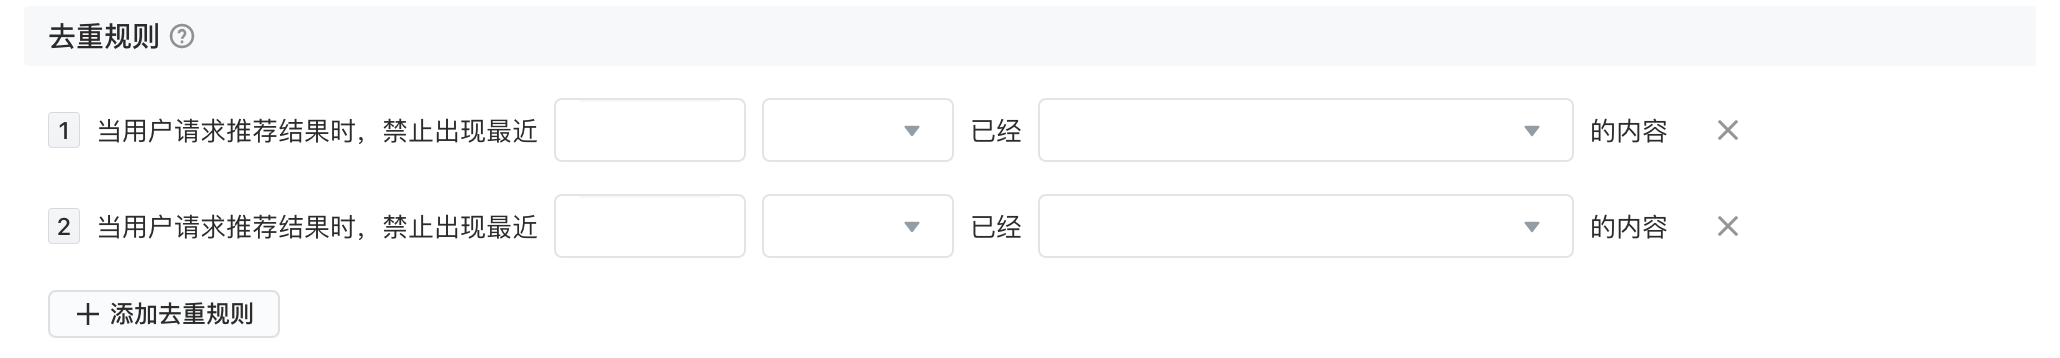 去重规则 ?
1 当用户请求推荐结果时，禁止出现最近 已经 的内容
2 当用户请求推荐结果时，禁止出现最近 已经 的内容
添加去重规则